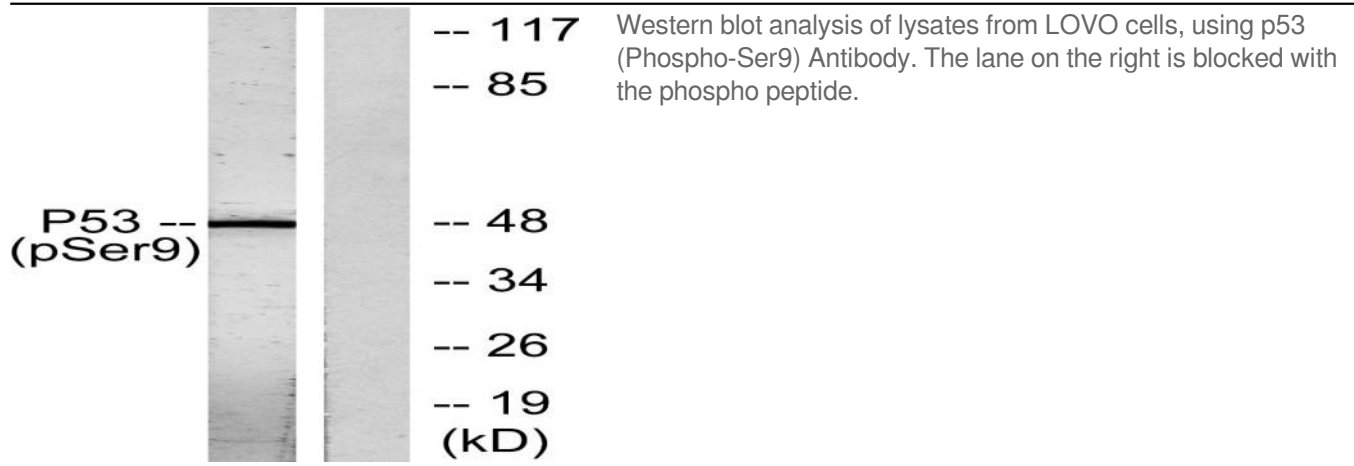 P53 --
(pSer9)
-- 117
-- 85
-- 48
-- 34
-- 26
-- 19
(kD)
Western blot analysis of lysates from LOVO cells, using p53
(Phospho-Ser9) Antibody. The lane on the right is blocked with
the phospho peptide.